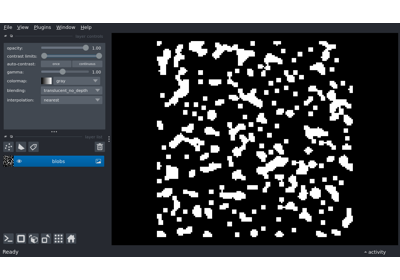 File View Plugins Window Help
opacity: 1.00
contrast limits:
auto-contrast: once continuous
gamma: 1.00
colormap: gray
blending: translucent_no_depth
interpolation: nearest
blobs
Ready
activity